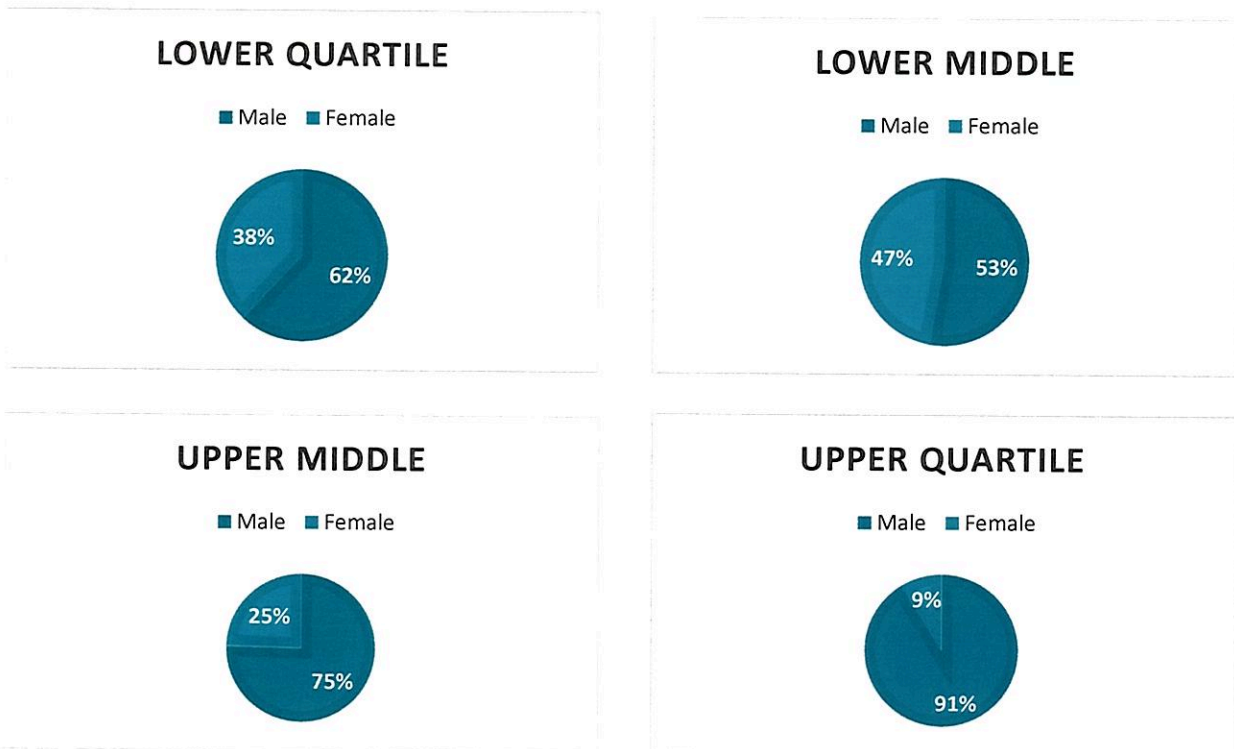 LOWER QUARTILE
Male Female
38%
62%
LOWER MIDDLE
Male Female
47%
53%
UPPER MIDDLE
Male Female
25%
75%
UPPER QUARTILE
Male Female
9%
91%